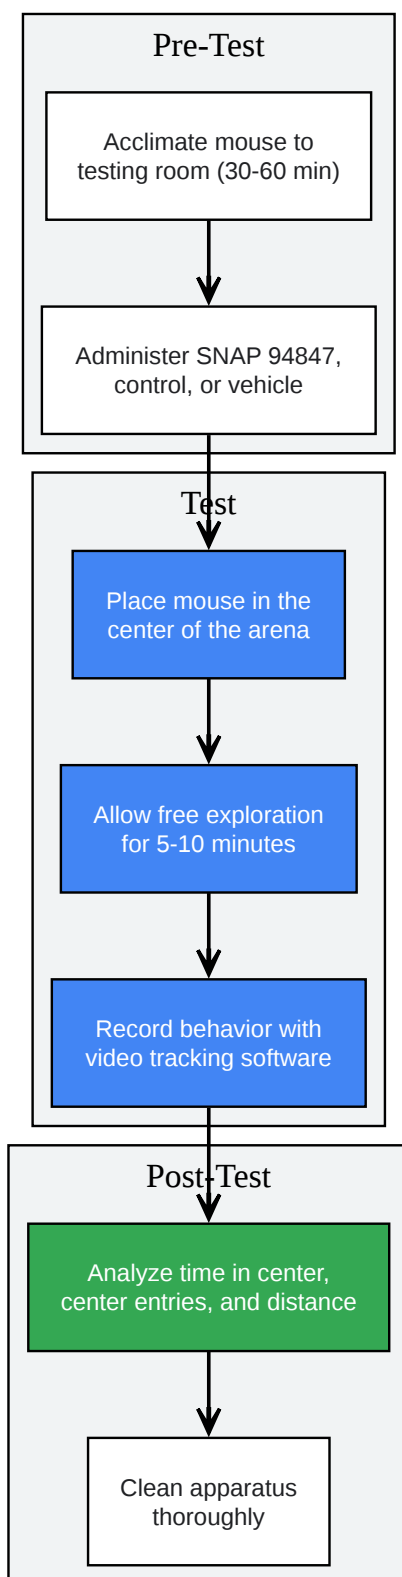 Pre-Test
Acclimate mouse to
testing room (30-60 min)
Administer SNAP 94847,
control, or vehicle
Test
Place mouse in the
center of the arena
Allow free exploration
for 5-10 minutes
Record behavior with
video tracking software
Post-Test
Analyze time in center,
center entries, and distance
Clean apparatus
thoroughly